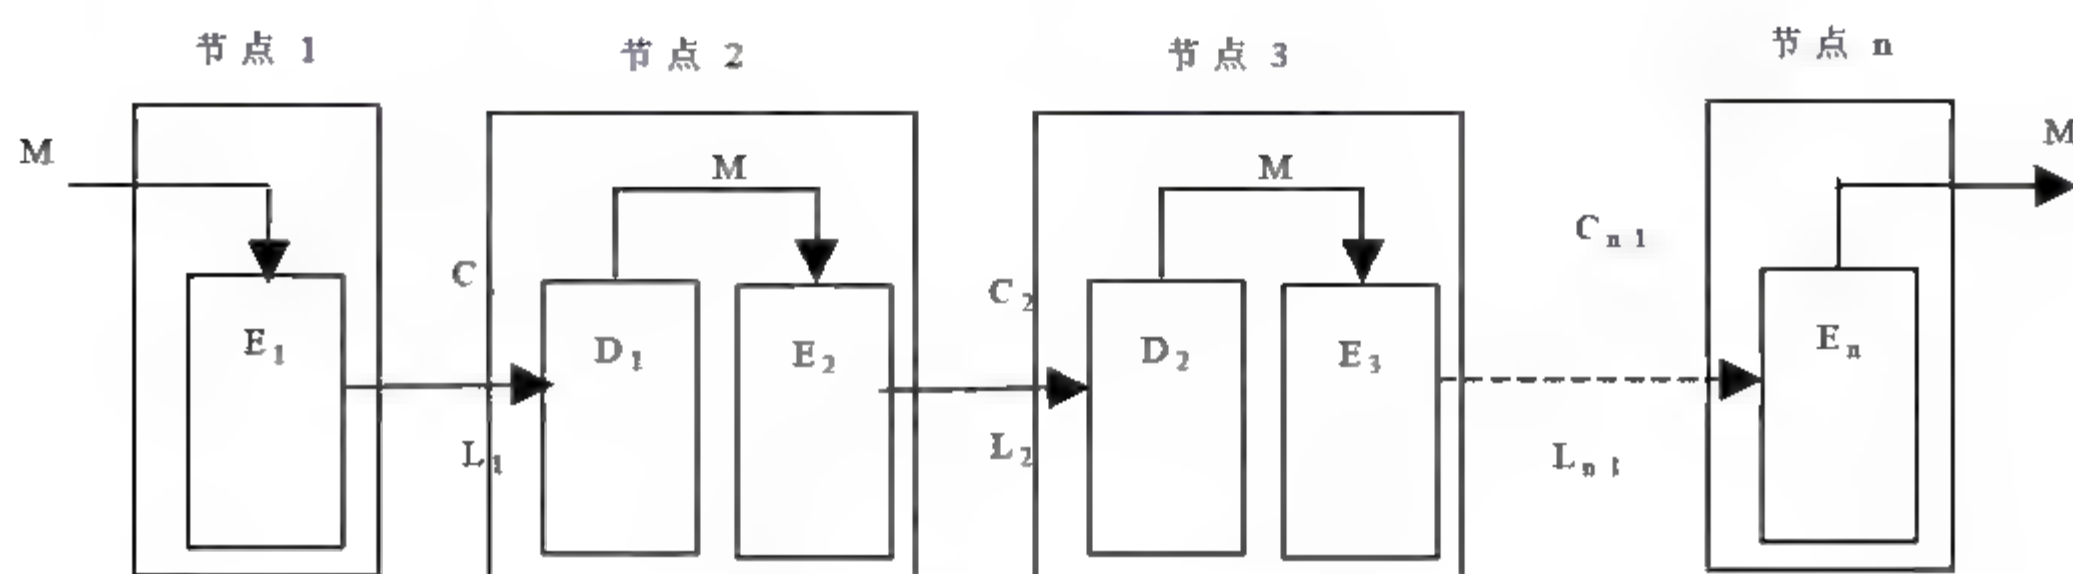 节点 1 节点 2 节点 3 节点 n
M M M M
C C₂ Cₙ ₁
E₁ D₁ E₂ D₂ E₃ Eₙ
L₁ L₂ Lₙ ₁